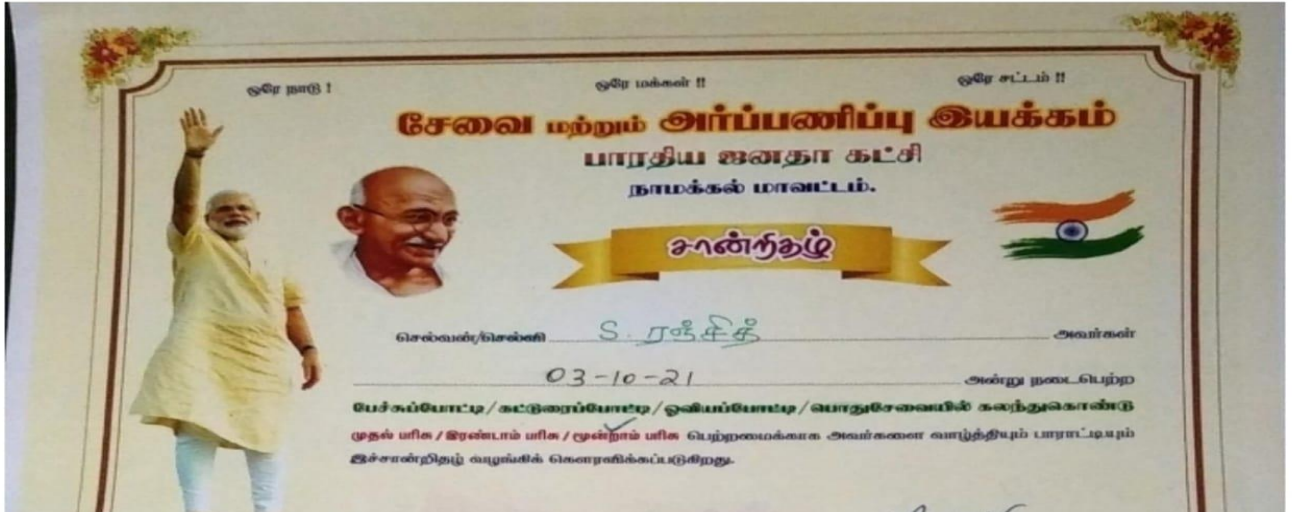 ஒரே நாடு ! ஒரே மக்கள் !! ஒரே சட்டம் !!
சேவை மற்றும் அர்ப்பணிப்பு இயக்கம்
பாரதிய ஜனதா கட்சி
நாமக்கல் மாவட்டம்.
சான்றிதழ்
செல்வன்/செல்வி S. ரஞ்சித் அவர்கள்
03-10-21 அன்று நடைபெற்ற
பேச்சுப்போட்டி/கட்டுரைப்போட்டி/ஓவியப்போட்டி/பொதுசேவையில் கலந்துகொண்டு
முதல் பரிசு/இரண்டாம் பரிசு/மூன்றாம் பரிசு பெற்றமைக்காக அவர்களை வாழ்த்தியும் பாராட்டியும்
இச்சான்றிதழ் வழங்கிக் கௌரவிக்கப்படுகிறது.